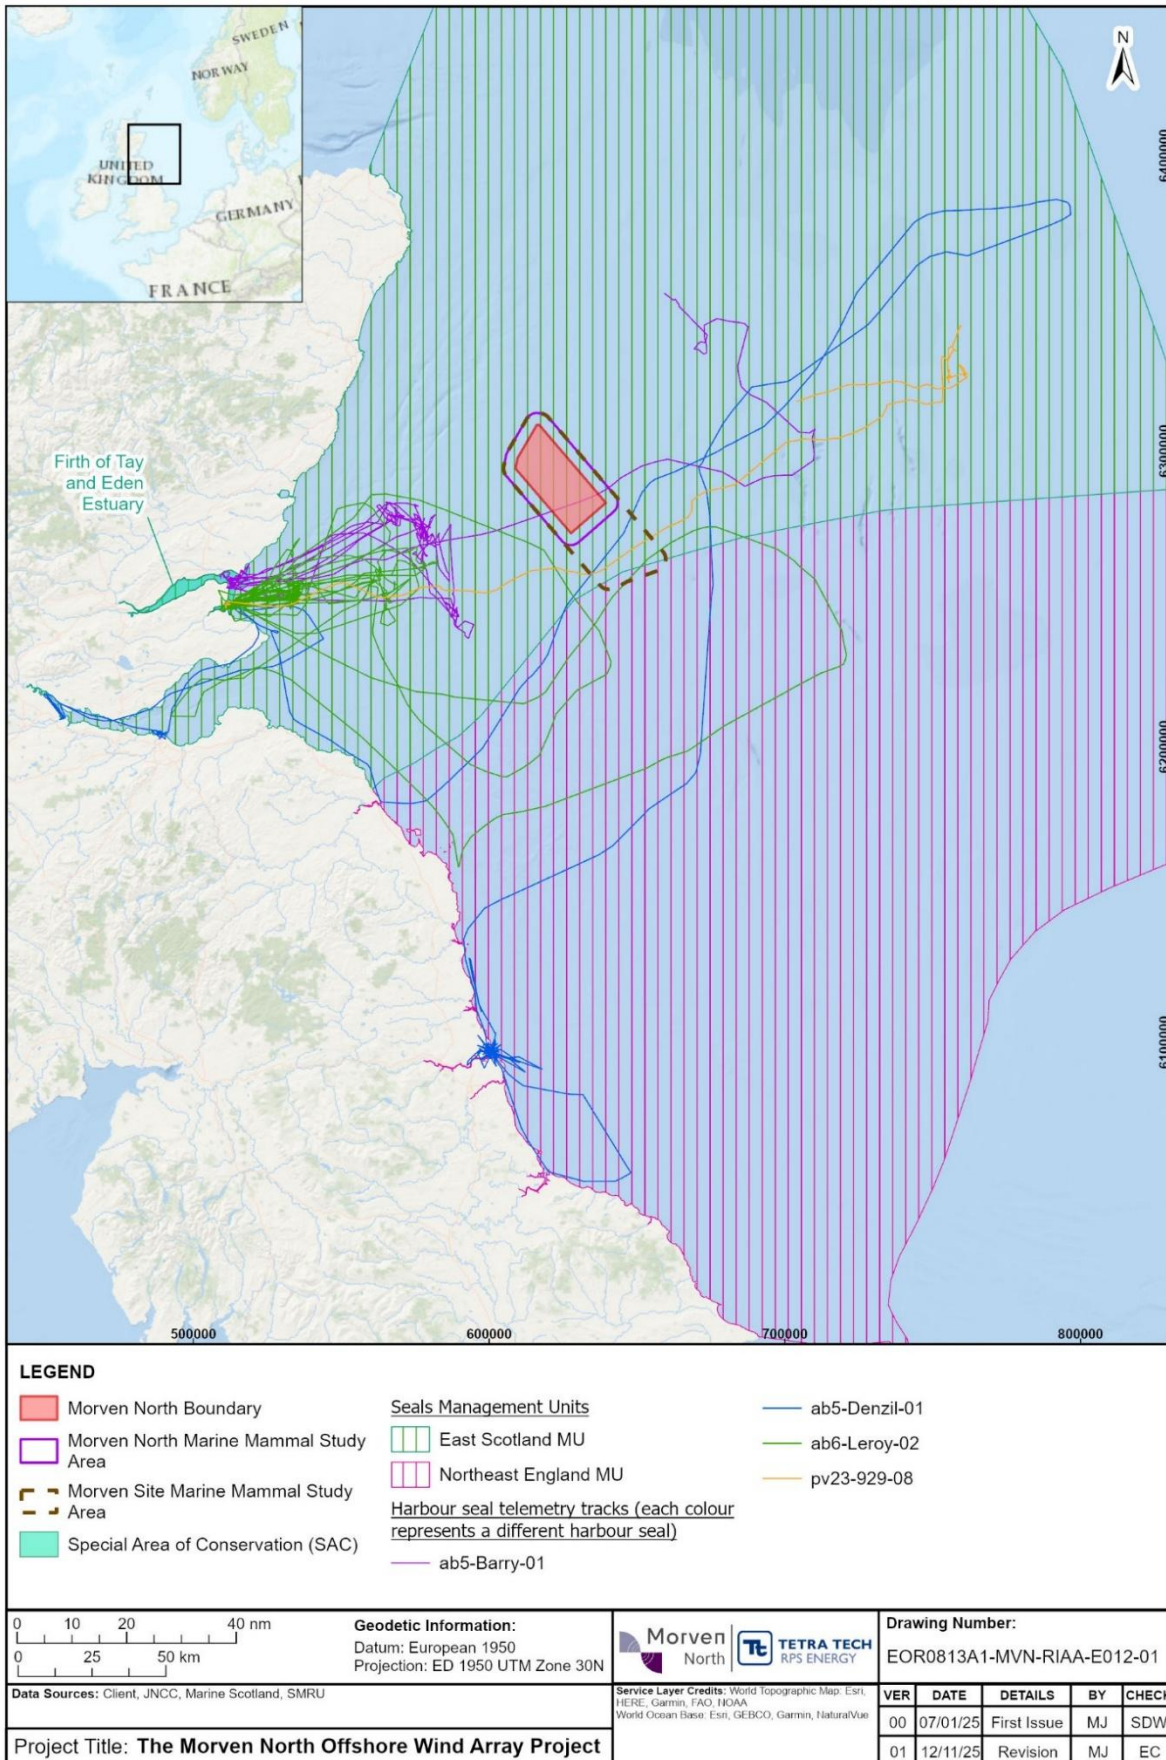 SWEDEN
NORWAY
UNITED
KINGDOM
GERMANY
FRANCE
N
6400000
6300000
6200000
6100000
Firth of Tay
and Eden
Estuary
500000
600000
700000
800000
LEGEND
Morven North Boundary
Morven North Marine Mammal Study
Area
Morven Site Marine Mammal Study
Area
Special Area of Conservation (SAC)
Seals Management Units
East Scotland MU
Northeast England MU
Harbour seal telemetry tracks (each colour
represents a different harbour seal)
ab5-Barry-01
ab5-Denzil-01
ab6-Leroy-02
pv23-929-08
0 10 20 40 nm
0 25 50 km
Geodetic Information:
Datum: European 1950
Projection: ED 1950 UTM Zone 30N
Morven
North
Tt
TETRA TECH
RPS ENERGY
Drawing Number:
EOR0813A1-MVN-RIAA-E012-01
Data Sources: Client, JNCC, Marine Scotland, SMRU
Service Layer Credits: World Topographic Map: Esri,
HERE, Garmin, FAO, NOAA
World Ocean Base: Esri, GEBCO, Garmin, NaturalVue
VER DATE DETAILS BY CHECK
00 07/01/25 First Issue MJ SDW
01 12/11/25 Revision MJ EC
Project Title: The Morven North Offshore Wind Array Project